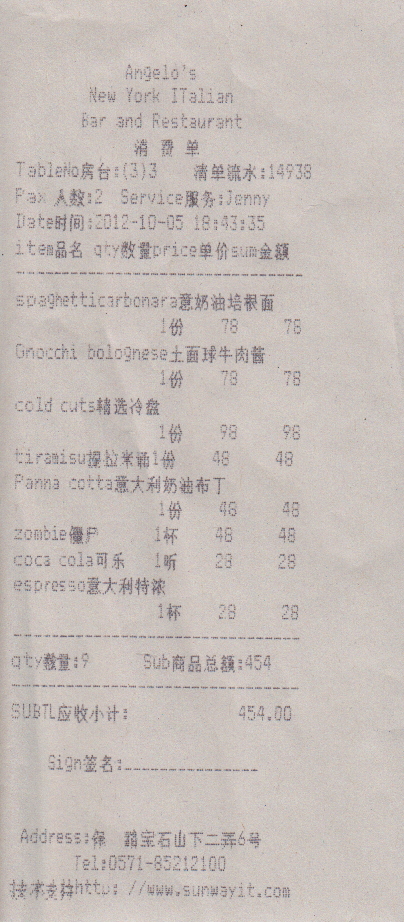 Angelo's
New York ITalian
Bar and Restaurant
消 费 单
TableNo房台:(3)3 清单流水:14938
Pax 人数:2 Service服务:Jenny
Date时间:2012-10-05 18:43:35
item品名 qty数量price单价sum金额
spaghetticarbonara意奶油培根面
1份 78 78
Gnocchi bolognese土面球牛肉酱
1份 78 78
cold cuts精选冷盘
1份 98 98
tiramisu提拉米酥1份 48 48
Panna cotta意大利奶油布丁
1份 48 48
zombie僵尸 1杯 48 48
coca cola可乐 1听 28 28
espresso意大利特浓
1杯 28 28
qty数量:9 Sub商品总额:454
SUBTL应收小计: 454.00
Sign签名:
Address:保 路宝石山下二弄6号
Tel:0571-85212100
技术支持http: //www.sunwayit.com